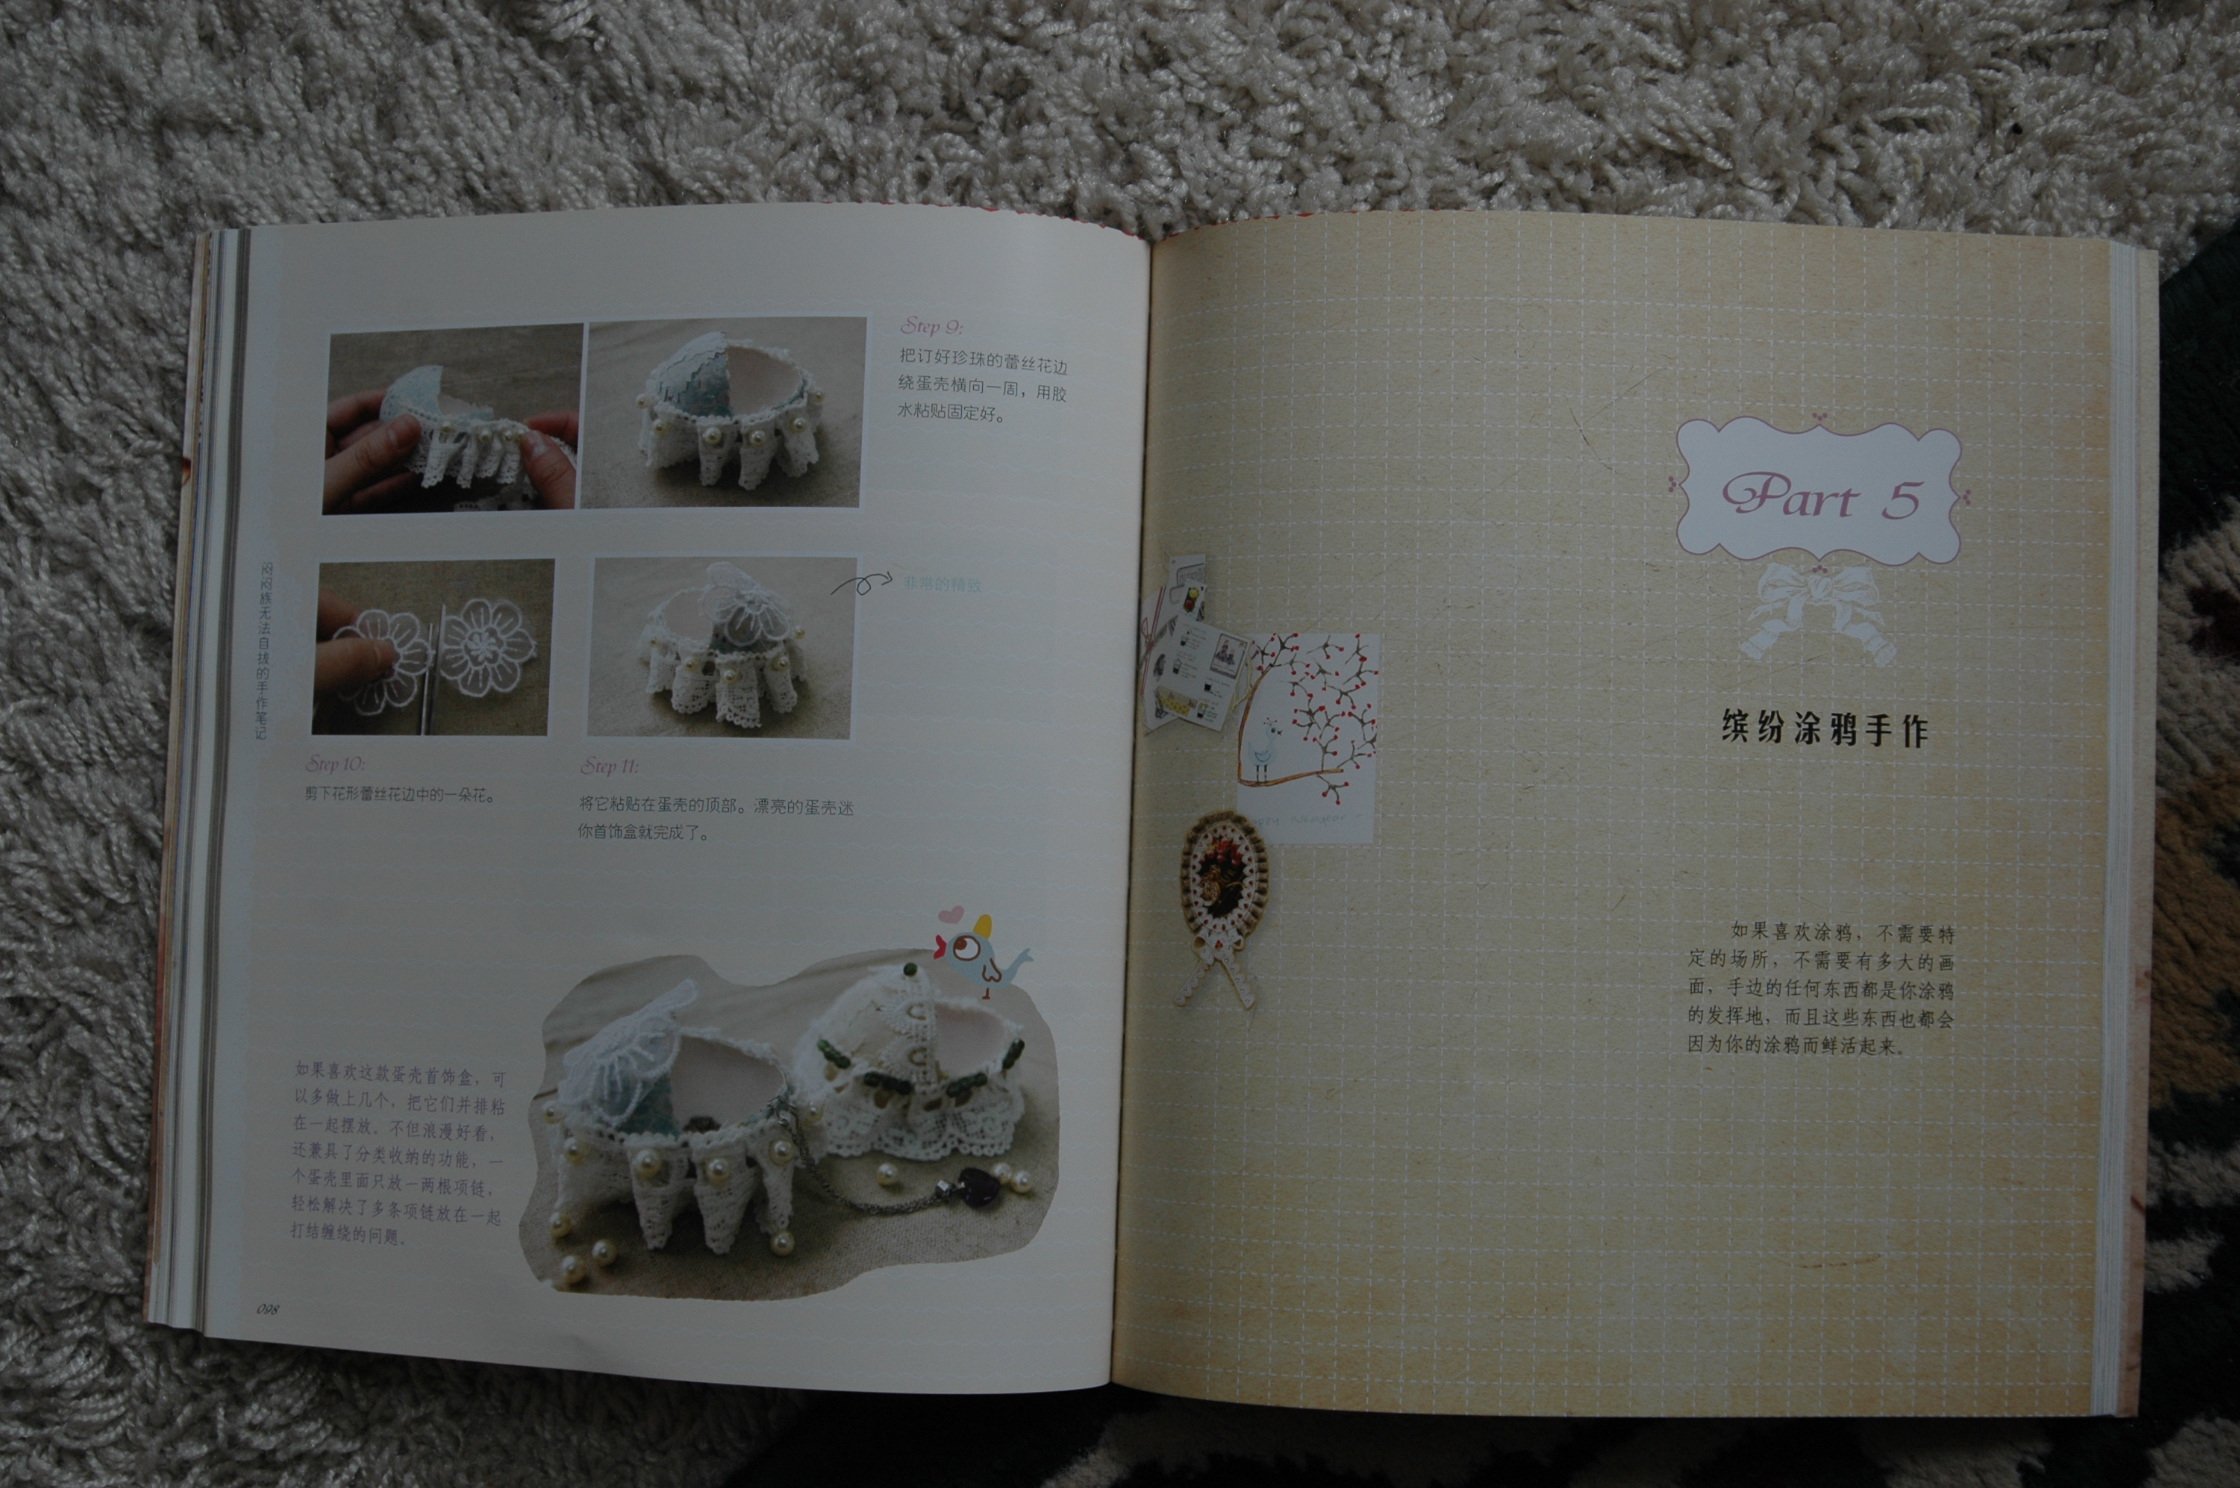 Step 9:
把订好珍珠的蕾丝花边
绕蛋壳横向一周，用胶
水粘贴固定好。
非常的精致
闷闷族无法自拔的手作笔记
Step 10:
剪下花形蕾丝花边中的一朵花。
Step 11:
将它粘贴在蛋壳的顶部。漂亮的蛋壳迷
你首饰盒就完成了。
如果喜欢这款蛋壳首饰盒，可
以多做上几个，把它们并排粘
在一起摆放。不但浪漫好看，
还兼具了分类收纳的功能，一
个蛋壳里面只放一两根项链，
轻松解决了多条项链放在一起
打结缠绕的问题。
098
Part 5
缤纷涂鸦手作
如果喜欢涂鸦，不需要特
定的场所，不需要有多大的画
面，手边的任何东西都是你涂鸦
的发挥地，而且这些东西也都会
因为你的涂鸦而鲜活起来。